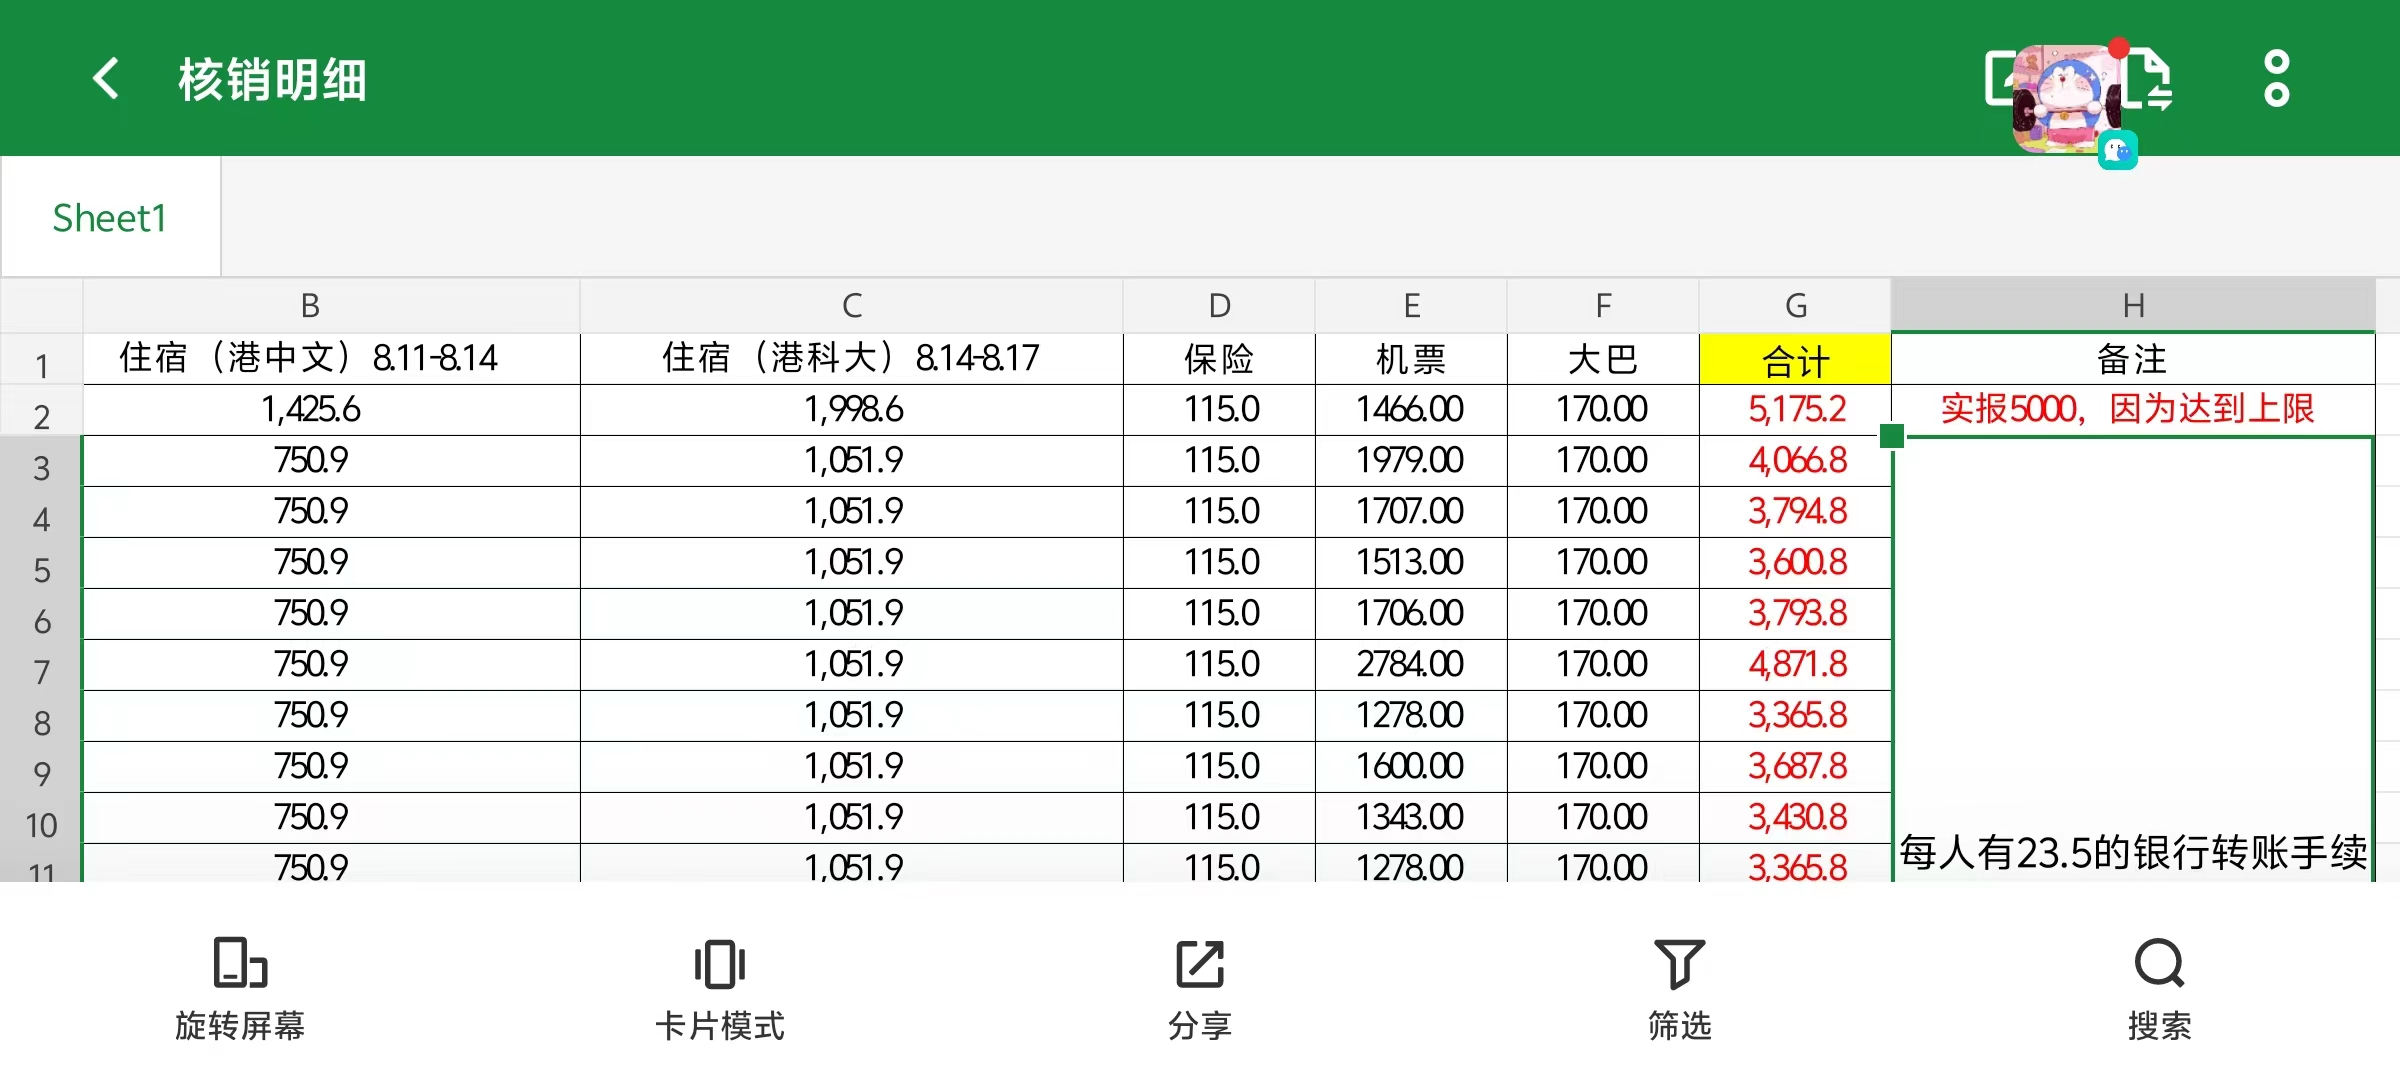 核销明细
Sheet1
B C D E F G H
1 住宿（港中文）8.11-8.14 住宿（港科大）8.14-8.17 保险 机票 大巴 合计 备注
2 1,425.6 1,998.6 115.0 1466.00 170.00 5,175.2 实报5000，因为达到上限
3 750.9 1,051.9 115.0 1979.00 170.00 4,066.8
4 750.9 1,051.9 115.0 1707.00 170.00 3,794.8
5 750.9 1,051.9 115.0 1513.00 170.00 3,600.8
6 750.9 1,051.9 115.0 1706.00 170.00 3,793.8
7 750.9 1,051.9 115.0 2784.00 170.00 4,871.8
8 750.9 1,051.9 115.0 1278.00 170.00 3,365.8
9 750.9 1,051.9 115.0 1600.00 170.00 3,687.8
10 750.9 1,051.9 115.0 1343.00 170.00 3,430.8
每人有23.5的银行转账手续
11 750.9 1,051.9 115.0 1278.00 170.00 3,365.8
旋转屏幕 卡片模式 分享 筛选 搜索